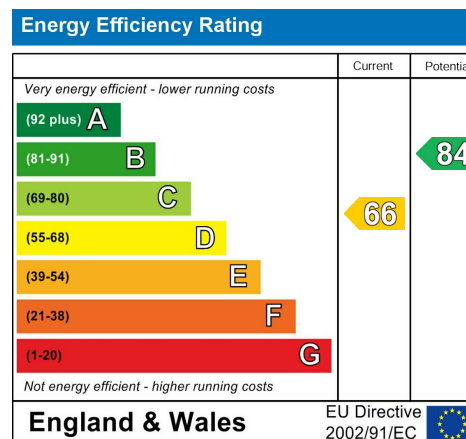 Energy Efficiency Rating
Current Potentia
Very energy efficient - lower running costs
(92 plus) A
(81-91) B
84
(69-80) C
66
(55-68) D
(39-54) E
(21-38) F
(1-20) G
Not energy efficient - higher running costs
England & Wales
EU Directive
2002/91/EC